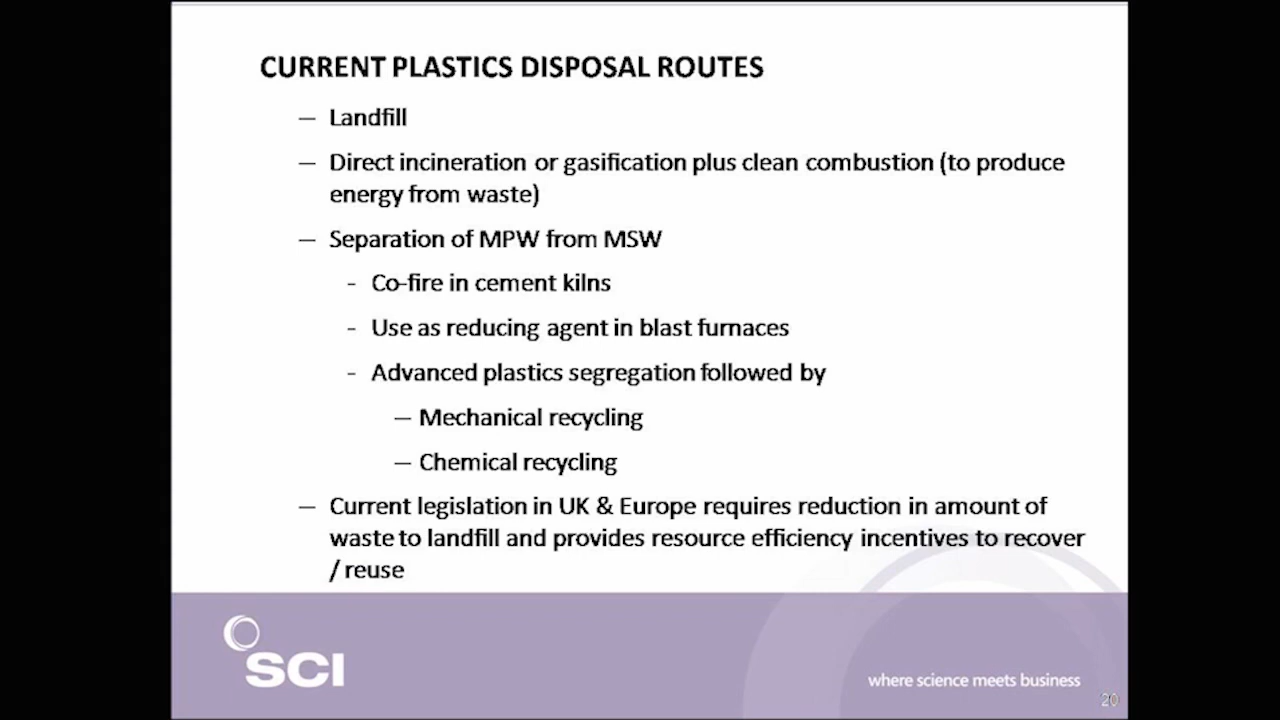 CURRENT PLASTICS DISPOSAL ROUTES
— Landfill
— Direct incineration or gasification plus clean combustion (to produce
energy from waste)
— Separation of MPW from MSW
- Co-fire in cement kilns
- Use as reducing agent in blast furnaces
- Advanced plastics segregation followed by
— Mechanical recycling
— Chemical recycling
— Current legislation in UK & Europe requires reduction in amount of
waste to landfill and provides resource efficiency incentives to recover
/ reuse
SCI
where science meets business
20